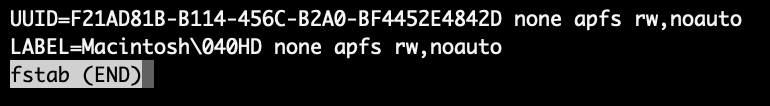 UUID=F21AD81B-B114-456C-B2A0-BF4452E4842D none apfs rw,noauto
LABEL=Macintosh\040HD none apfs rw,noauto
fstab (END)